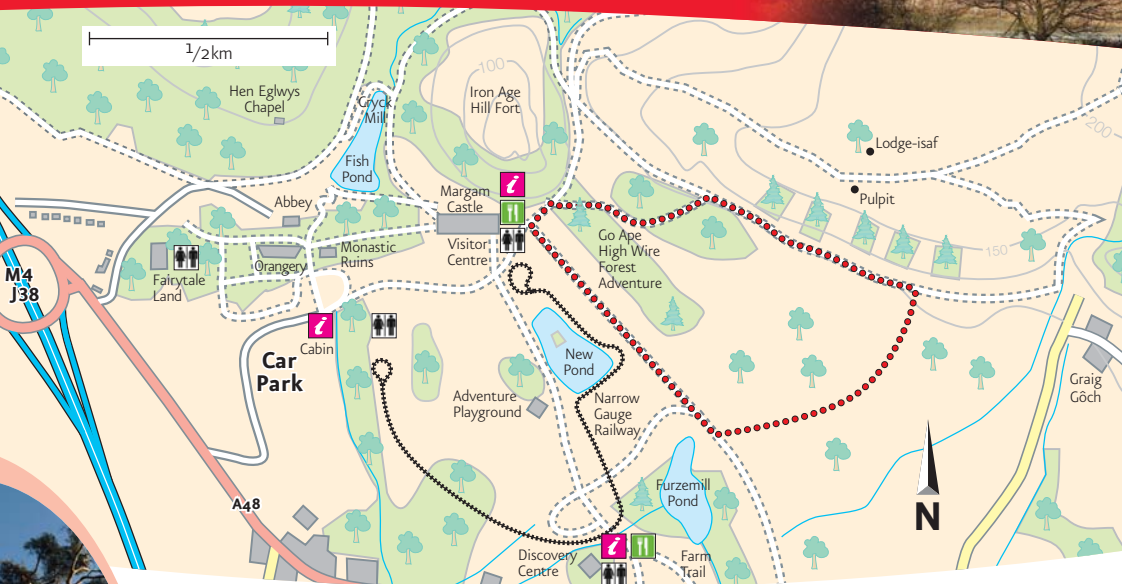 1/2km
100
Hen Eglwys
Chapel
Cryck
Mill
Iron Age
Hill Fort
Lodge-isaf
200
Fish
Pond
Pulpit
Abbey
Margam
Castle
i
Visitor
Centre
Go Ape
High Wire
Forest
Adventure
150
Monastic
Ruins
Orangery
Fairytale
Land
M4
J38
i
Cabin
Car
Park
New
Pond
Adventure
Playground
Narrow
Gauge
Railway
Graig
Gôch
A48
Furzemill
Pond
N
i
Discovery
Centre
Farm
Trail